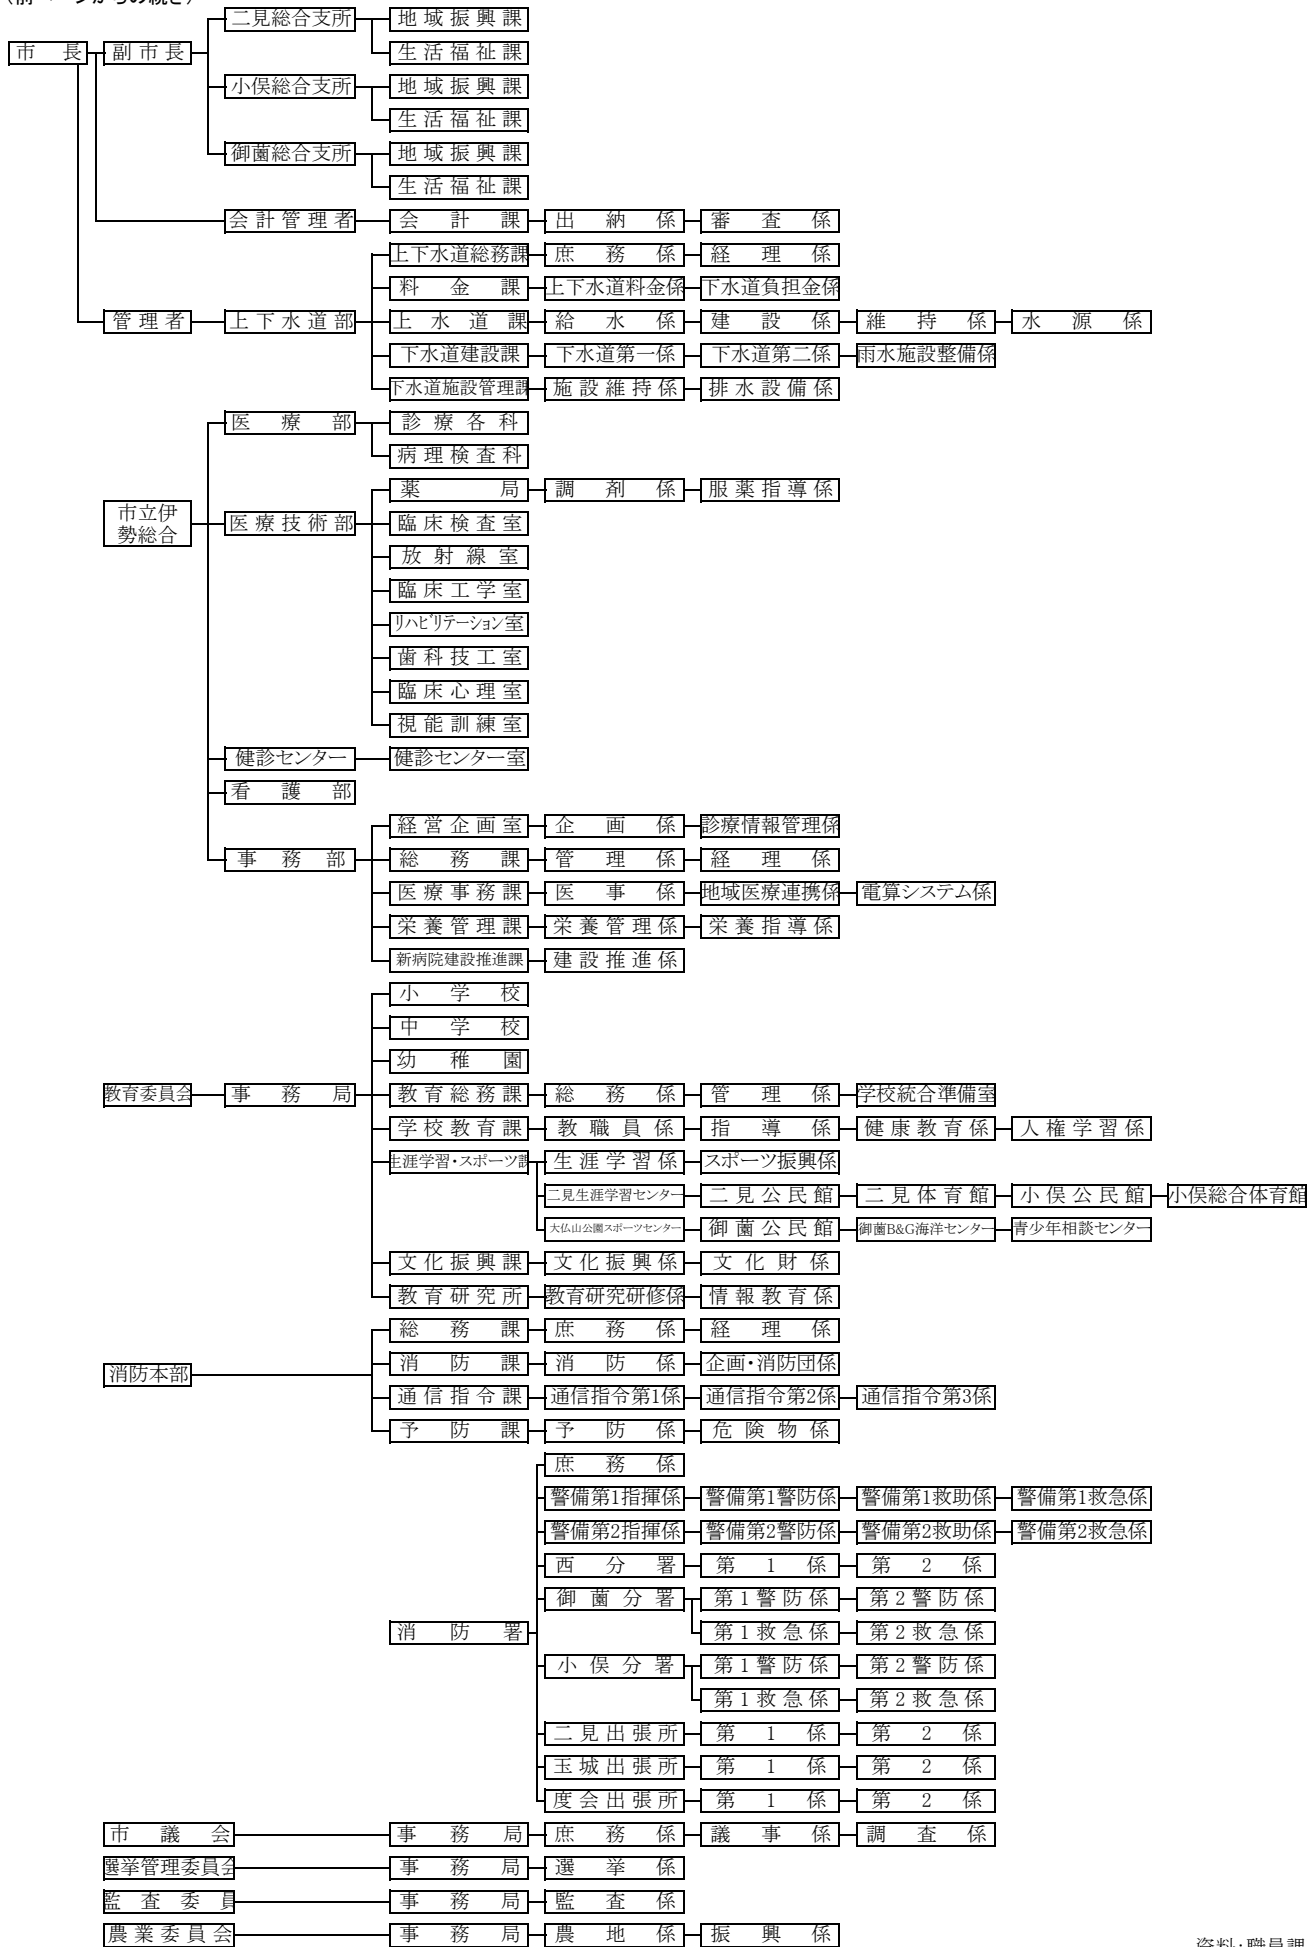 二見総合支所 地域振興課
市長 副市長 生活福祉課
小俣総合支所 地域振興課
生活福祉課
御薗総合支所 地域振興課
生活福祉課
会計管理者 会計課 出納係 審査係
上下水道総務課 庶務係 経理係
料金課 上下水道料金係 下水道負担金係
管理者 上下水道部 上水道課 給水係 建設係 維持係 水源係
下水道建設課 下水道第一係 下水道第二係 雨水施設整備係
下水道施設管理課 施設維持係 排水設備係
医療部 診療各科
病理検査科
薬局 調剤係 服薬指導係
市立伊
勢総合
医療技術部 臨床検査室
放射線室
臨床工学室
リハビリテーション室
歯科技工室
臨床心理室
視能訓練室
健診センター 健診センター室
看護部
経営企画室 企画係 診療情報管理係
事務部 総務課 管理係 経理係
医療事務課 医事係 地域医療連携係 電算システム係
栄養管理課 栄養管理係 栄養指導係
新病院建設推進課 建設推進係
小学校
中学校
幼稚園
教育委員会 事務局 教育総務課 総務係 管理係 学校統合準備室
学校教育課 教職員係 指導係 健康教育係 人権学習係
生涯学習・スポーツ課 生涯学習係 スポーツ振興係
二見生涯学習センター 二見公民館 二見体育館 小俣公民館 小俣総合体育館
大仏山公園スポーツセンター 御薗公民館 御薗B&G海洋センター 青少年相談センター
文化振興課 文化振興係 文化財係
教育研究所 教育研究研修係 情報教育係
総務課 庶務係 経理係
消防本部 消防課 消防係 企画・消防団係
通信指令課 通信指令第1係 通信指令第2係 通信指令第3係
予防課 予防係 危険物係
庶務係
警備第1指揮係 警備第1警防係 警備第1救助係 警備第1救急係
警備第2指揮係 警備第2警防係 警備第2救助係 警備第2救急係
西分署 第1係 第2係
御薗分署 第1警防係 第2警防係
消防署 第1救急係 第2救急係
小俣分署 第1警防係 第2警防係
第1救急係 第2救急係
二見出張所 第1係 第2係
玉城出張所 第1係 第2係
度会出張所 第1係 第2係
市議会 事務局 庶務係 議事係 調査係
選挙管理委員会 事務局 選挙係
監査委員 事務局 監査係
農業委員会 事務局 農地係 振興係
資料:職員課